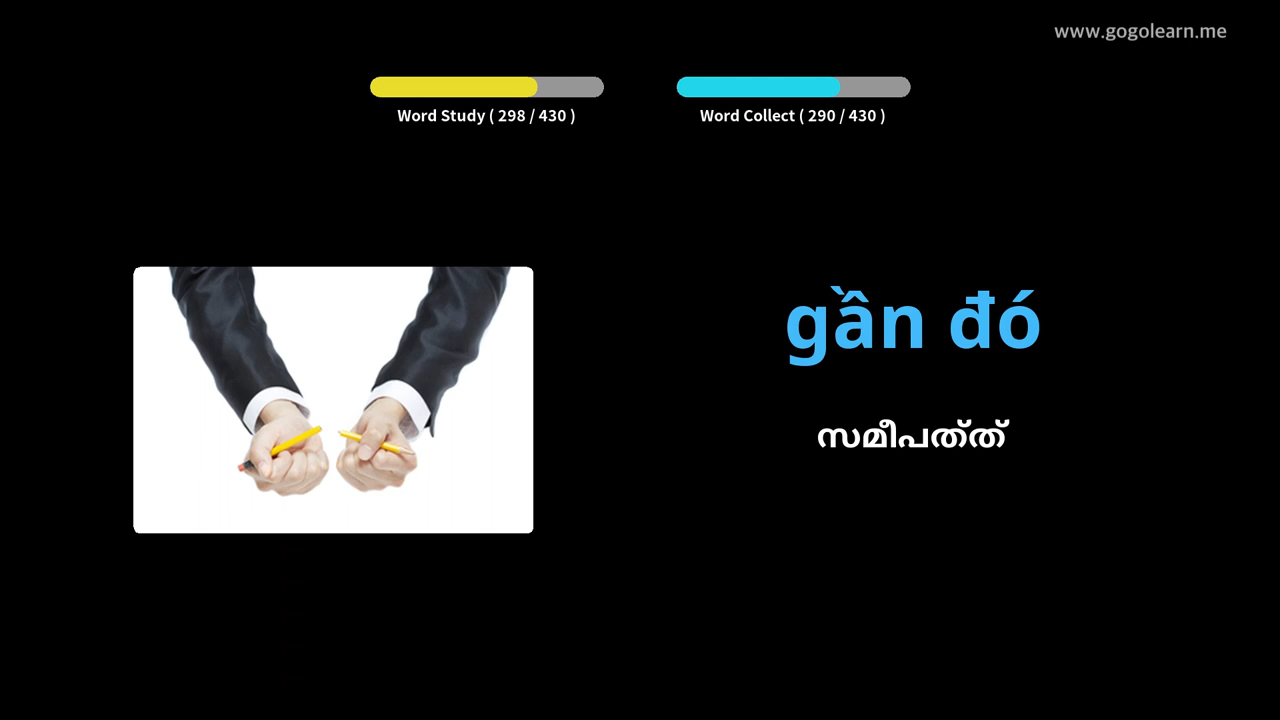 www.gogolearn.me
Word Study ( 298 / 430 )
Word Collect ( 290 / 430 )
gần đó
സമീപത്ത്